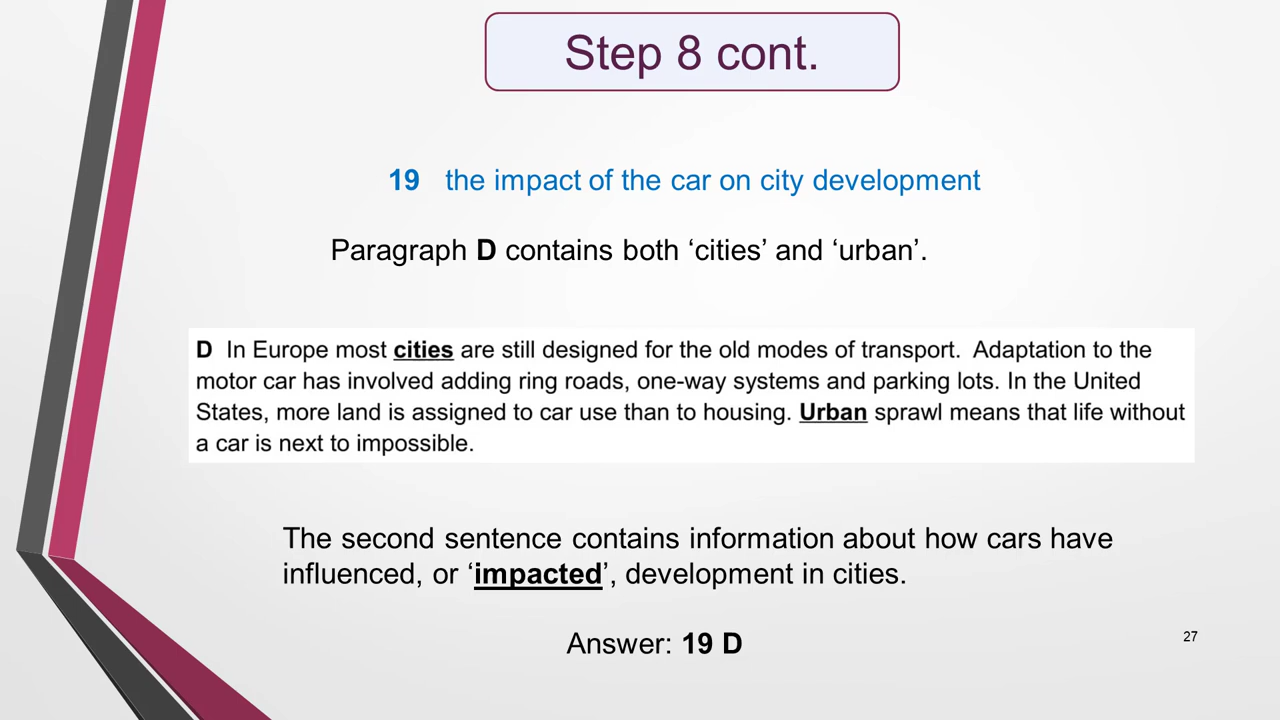 Step 8 cont.
19 the impact of the car on city development
Paragraph D contains both ‘cities’ and ‘urban’.
D In Europe most cities are still designed for the old modes of transport. Adaptation to the
motor car has involved adding ring roads, one-way systems and parking lots. In the United
States, more land is assigned to car use than to housing. Urban sprawl means that life without
a car is next to impossible.
The second sentence contains information about how cars have
influenced, or ‘impacted’, development in cities.
Answer: 19 D
27